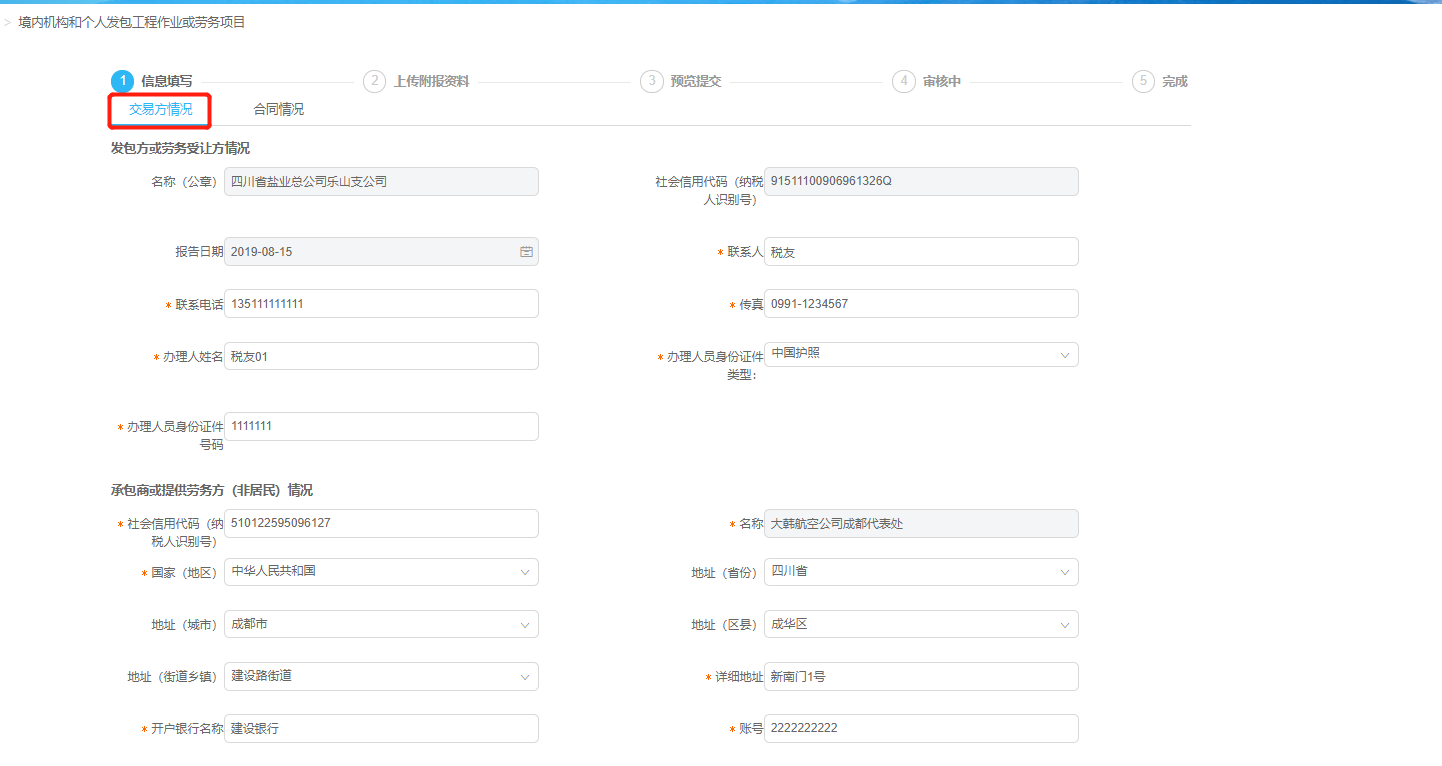 > 境内机构和个人发包工程作业或劳务项目
1 信息填写 2 上传附报资料 3 预览提交 4 审核中 5 完成
交易方情况 合同情况
发包方或劳务受让方情况
名称（公章） 四川省盐业总公司乐山支公司 社会信用代码（纳税 91511100906961326Q
人识别号）
报告日期 2019-08-15 * 联系人 税友
* 联系电话 135111111111 * 传真 0991-1234567
* 办理人姓名 税友01 * 办理人员身份证件 中国护照
类型：
* 办理人员身份证件 1111111
号码
承包商或提供劳务方（非居民）情况
* 社会信用代码（纳 510122595096127 * 名称 大韩航空公司成都代表处
税人识别号）
* 国家（地区） 中华人民共和国 地址（省份） 四川省
地址（城市） 成都市 地址（区县） 成华区
地址（街道乡镇） 建设路街道 * 详细地址 新南门1号
* 开户银行名称 建设银行 * 账号 2222222222